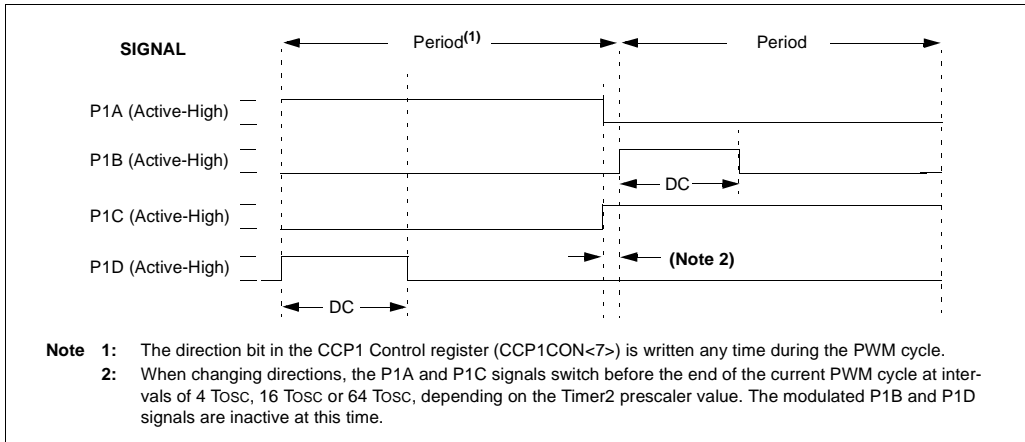 SIGNAL
Period(1)
Period
P1A (Active-High)
P1B (Active-High)
DC
P1C (Active-High)
P1D (Active-High)
(Note 2)
DC
Note 1: The direction bit in the CCP1 Control register (CCP1CON<7>) is written any time during the PWM cycle.
2: When changing directions, the P1A and P1C signals switch before the end of the current PWM cycle at inter-
vals of 4 TOSC, 16 TOSC or 64 TOSC, depending on the Timer2 prescaler value. The modulated P1B and P1D
signals are inactive at this time.